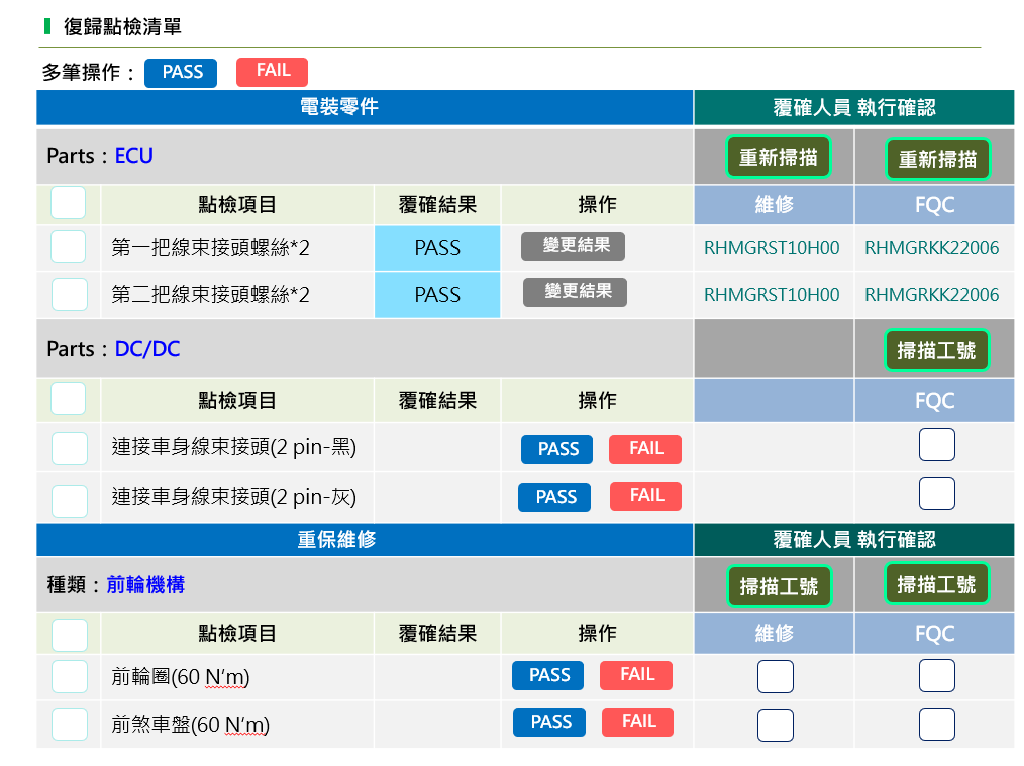 復歸點檢清單
多筆操作： PASS FAIL
電裝零件 覆確人員 執行確認
Parts：ECU 重新掃描 重新掃描
點檢項目 覆確結果 操作 維修 FQC
第一把線束接頭螺絲*2 PASS 變更結果 RHMGRST10H00 RHMGRKK22006
第二把線束接頭螺絲*2 PASS 變更結果 RHMGRST10H00 RHMGRKK22006
Parts：DC/DC 掃描工號
點檢項目 覆確結果 操作 FQC
連接車身線束接頭(2 pin-黑) PASS FAIL
連接車身線束接頭(2 pin-灰) PASS FAIL
重保維修 覆確人員 執行確認
種類：前輪機構 掃描工號 掃描工號
點檢項目 覆確結果 操作 維修 FQC
前輪圈(60 N’m) PASS FAIL
前煞車盤(60 N’m) PASS FAIL